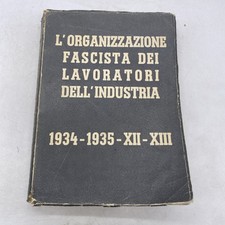 L'ORGANIZZAZIONE
FASCISTA DEI
LAVORATORI
DELL'INDUSTRIA
1934-1935-XII-XIII